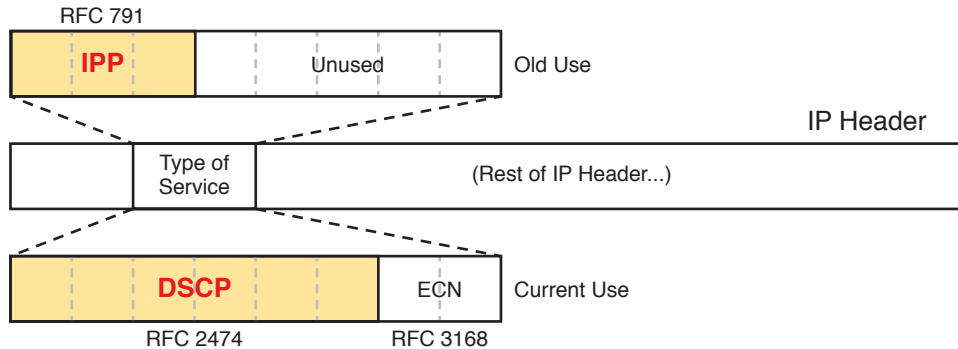 RFC 791
IPP
Unused
Old Use
IP Header
Type of
Service
(Rest of IP Header...)
DSCP
ECN
Current Use
RFC 2474
RFC 3168